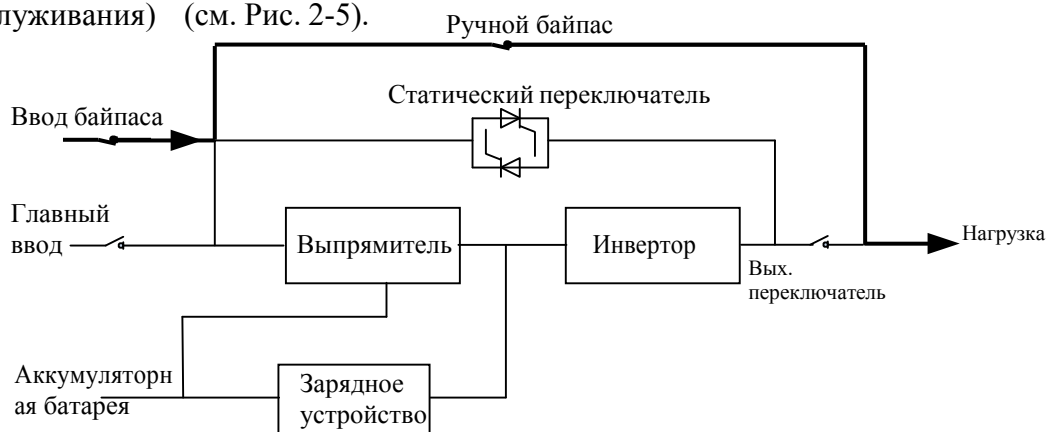 луживания) (см. Рис. 2-5).
Ручной байпас
Статический переключатель
Ввод байпаса
Главный
ввод
Выпрямитель
Инвертор
Нагрузка
Вых.
переключатель
Аккумуляторн
ая батарея
Зарядное
устройство